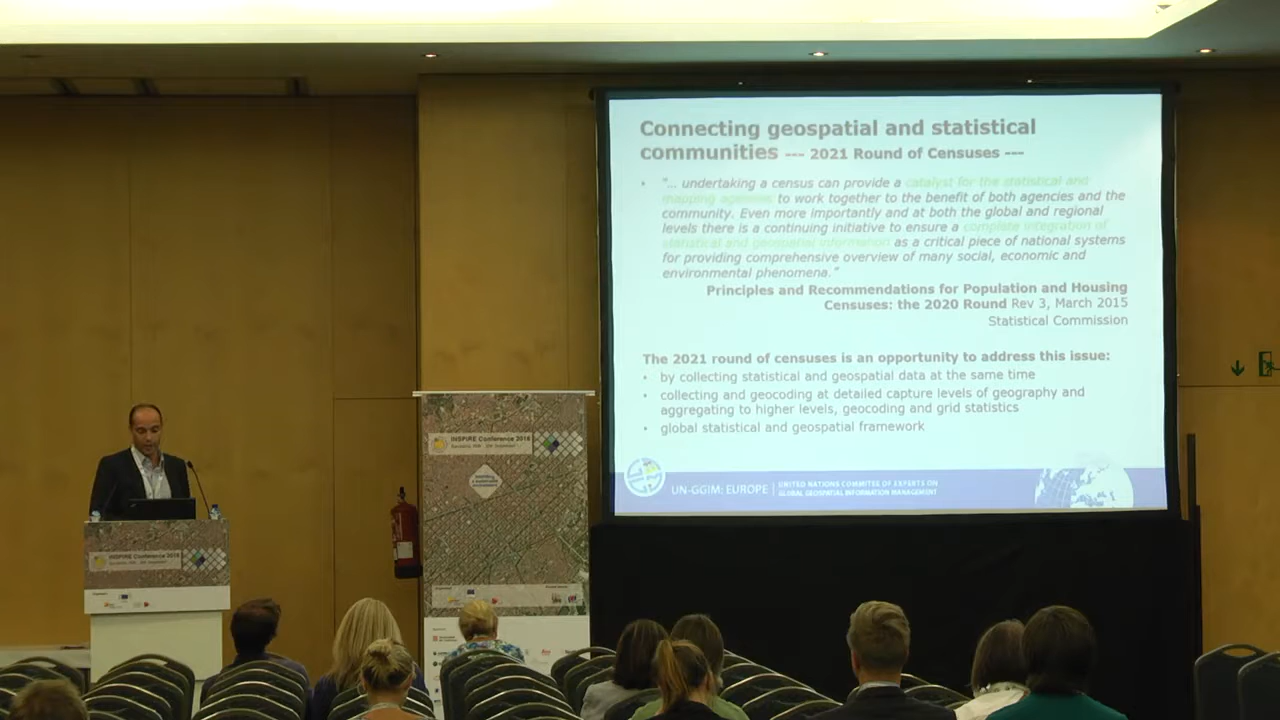 Connecting geospatial and statistical
communities --- 2021 Round of Censuses ---
• "... undertaking a census can provide a catalyst for the statistical and
mapping agencies to work together to the benefit of both agencies and the
community. Even more importantly and at both the global and regional
levels there is a continuing initiative to ensure a complete integration of
statistical and geospatial information as a critical piece of national systems
for providing comprehensive overview of many social, economic and
environmental phenomena."
Principles and Recommendations for Population and Housing
Censuses: the 2020 Round Rev 3, March 2015
Statistical Commission
The 2021 round of censuses is an opportunity to address this issue:
• by collecting statistical and geospatial data at the same time
• collecting and geocoding at detailed capture levels of geography and
aggregating to higher levels, geocoding and grid statistics
• global statistical and geospatial framework
UN-GGIM: EUROPE | UNITED NATIONS COMMITTEE OF EXPERTS ON
GLOBAL GEOSPATIAL INFORMATION MANAGEMENT
INSPIRE Conference 2016
INSPIRE Conference 2016